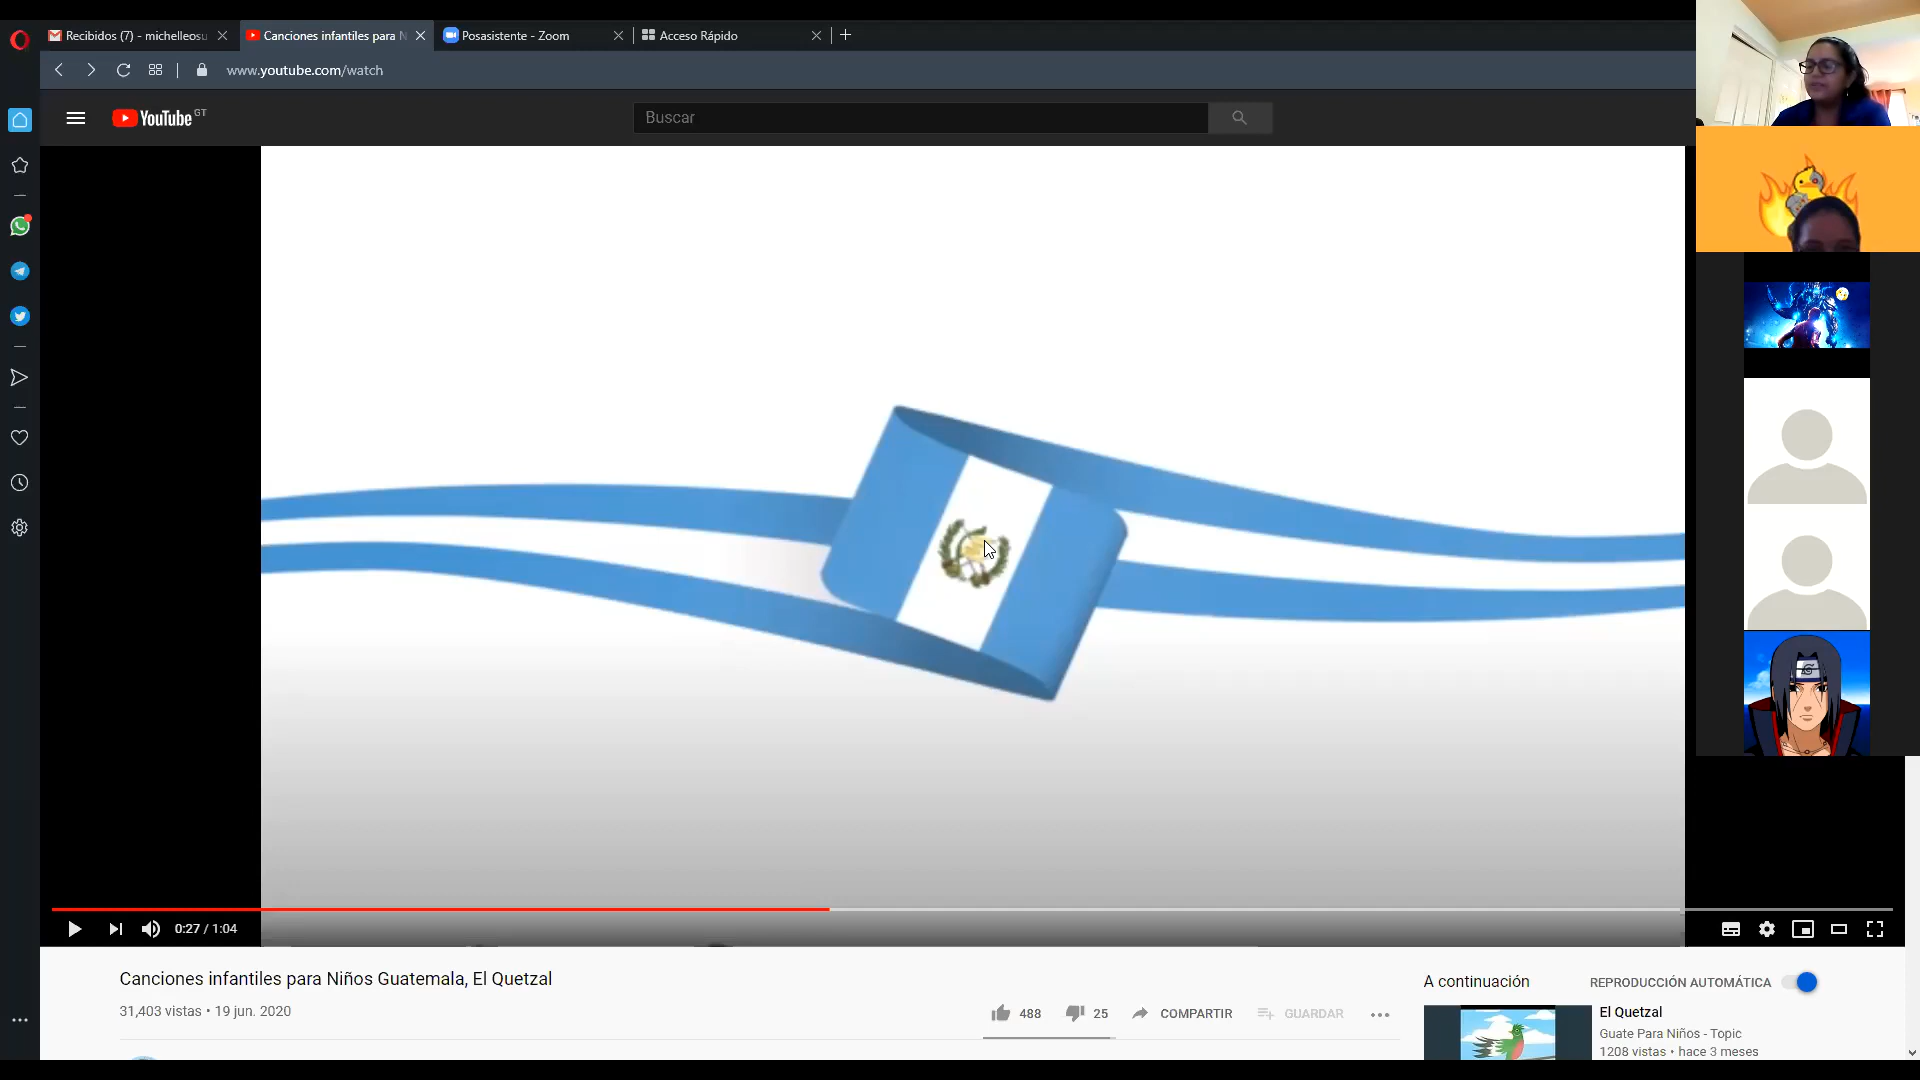 Recibidos (7) - michelleosu
Canciones infantiles para N
Posasistente - Zoom
Acceso Rápido
www.youtube.com/watch
YouTube GT
Buscar
0:27 / 1:04
Canciones infantiles para Niños Guatemala, El Quetzal
31,403 vistas • 19 jun. 2020
488
25
COMPARTIR
GUARDAR
A continuación
REPRODUCCIÓN AUTOMÁTICA
El Quetzal
Guate Para Niños - Topic
1208 vistas • hace 3 meses